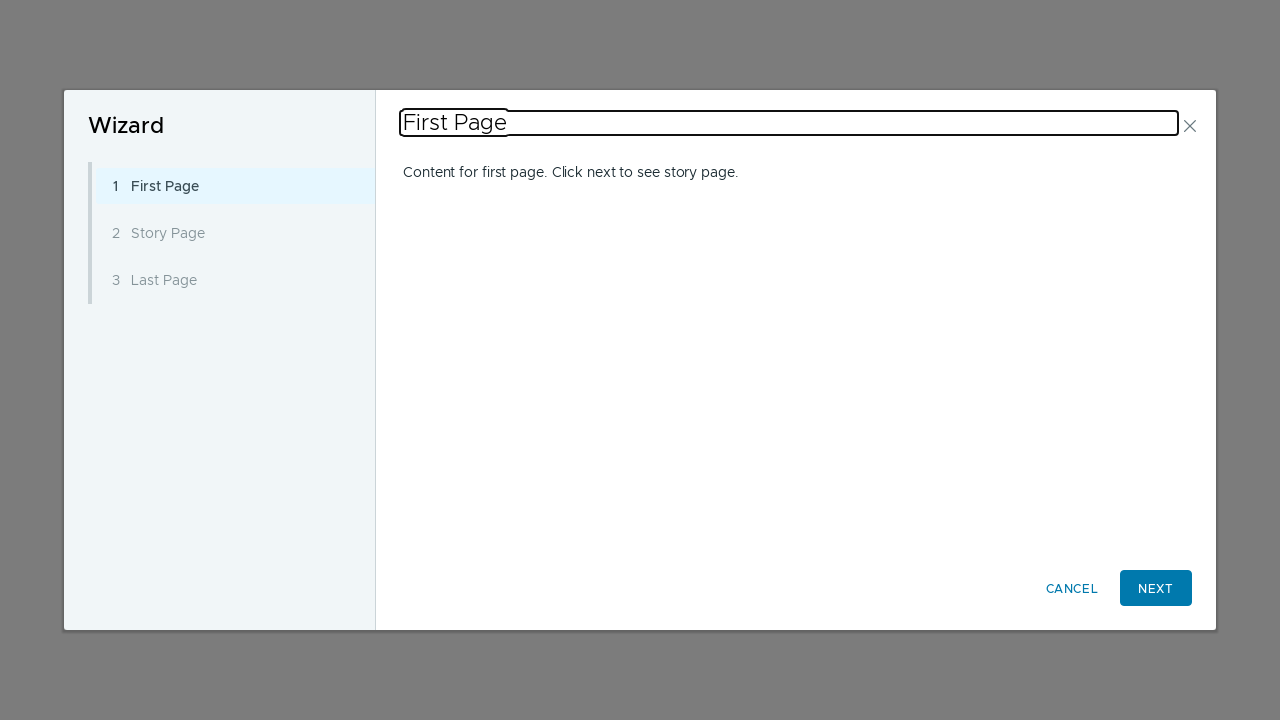 Wizard
1 First Page
2 Story Page
3 Last Page
First Page
Content for first page. Click next to see story page.
CANCEL
NEXT